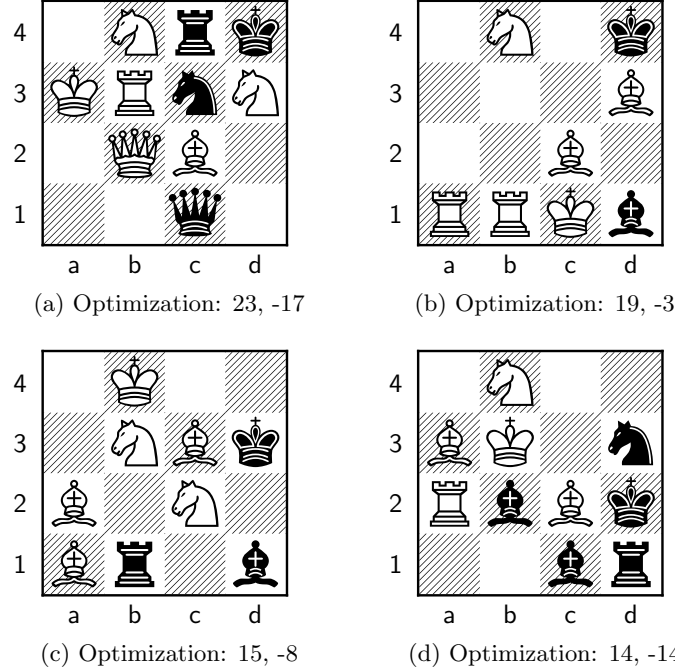 4
3
2
1
a b c d
(a) Optimization: 23, -17
4
3
2
1
a b c d
(b) Optimization: 19, -3
4
3
2
1
a b c d
(c) Optimization: 15, -8
4
3
2
1
a b c d
(d) Optimization: 14, -14